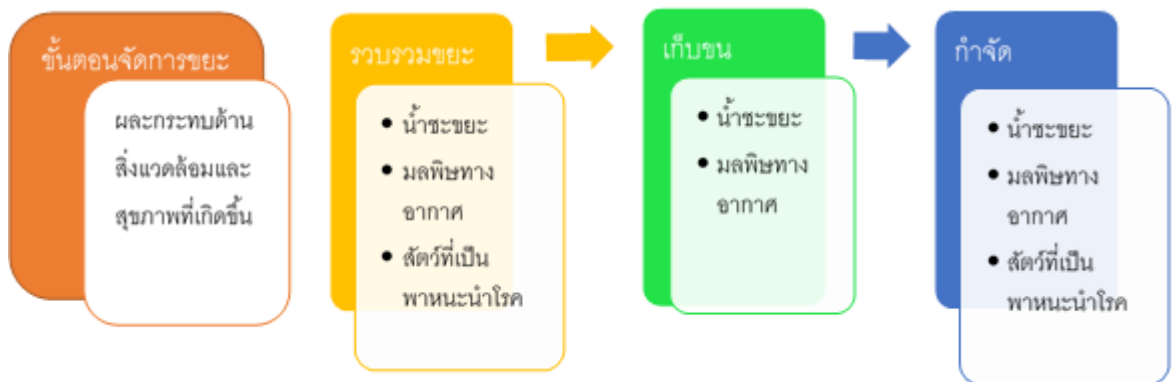 ขั้นตอนจัดการขยะ
ผละกระทบด้าน
สิ่งแวดล้อมและ
สุขภาพที่เกิดขึ้น
รวบรวมขยะ
• น้ำชะขยะ
• มลพิษทาง
อากาศ
• สัตว์ที่เป็น
พาหนะนำโรค
เก็บขน
• น้ำชะขยะ
• มลพิษทาง
อากาศ
กำจัด
• น้ำชะขยะ
• มลพิษทาง
อากาศ
• สัตว์ที่เป็น
พาหนะนำโรค